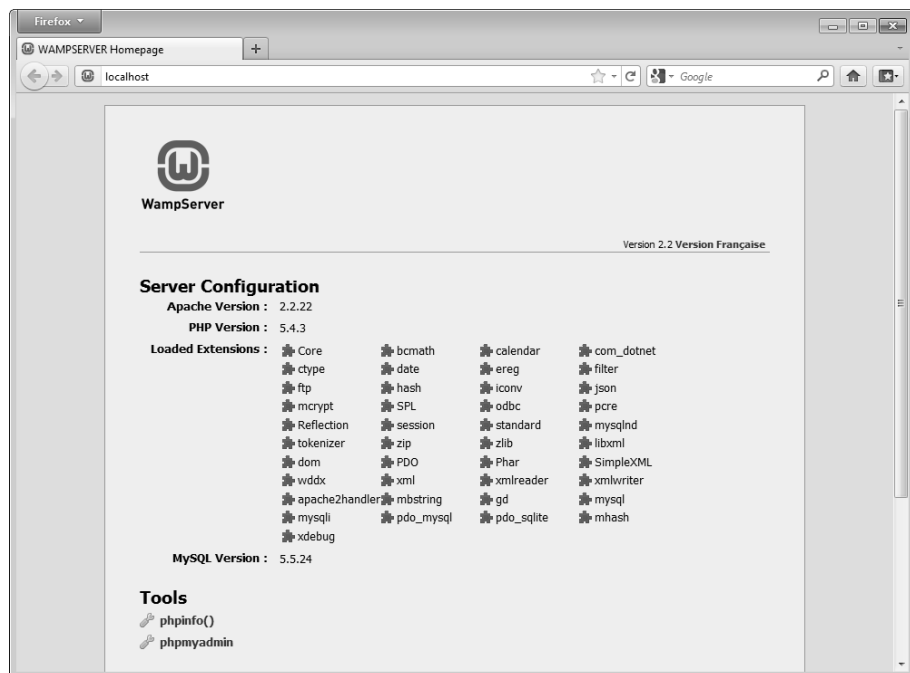 Firefox
WAMPSERVER Homepage
localhost
Google
WampServer
Version 2.2 Version Française
Server Configuration
Apache Version : 2.2.22
PHP Version : 5.4.3
Loaded Extensions : Core bcmath calendar com_dotnet
ctype date ereg filter
ftp hash iconv json
mcrypt SPL odbc pcre
Reflection session standard mysqlnd
tokenizer zip zlib libxml
dom PDO Phar SimpleXML
wddx xml xmlreader xmlwriter
apache2handler mbstring gd mysql
mysqli pdo_mysql pdo_sqlite mhash
xdebug
MySQL Version : 5.5.24
Tools
phpinfo()
phpmyadmin